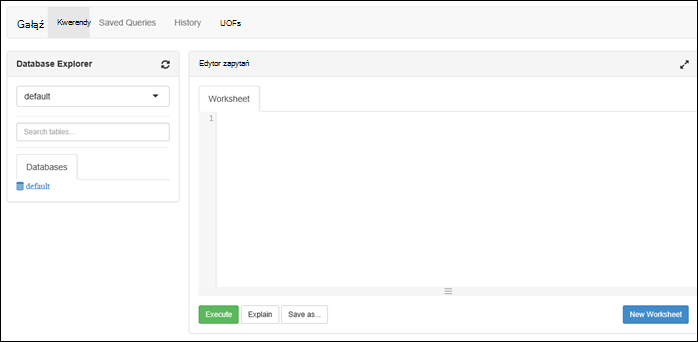 Gałąź Kwerendy Saved Queries History UOFs
Database Explorer
default
Search tables...
Databases
default
Edytor zapytań
Worksheet
1
Execute Explain Save as... New Worksheet